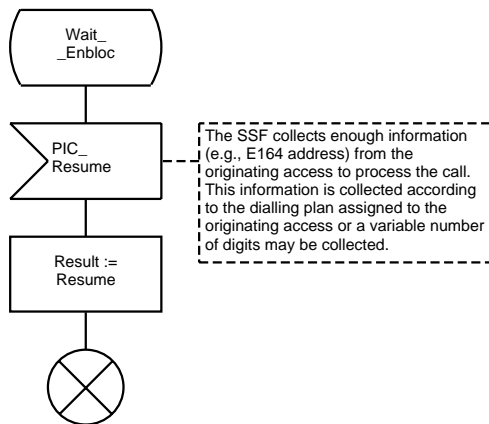 Wait_
_Enbloc
PIC_
Resume
The SSF collects enough information
(e.g., E164 address) from the
originating access to process the call.
This information is collected according
to the dialling plan assigned to the
originating access or a variable number
of digits may be collected.
Result :=
Resume